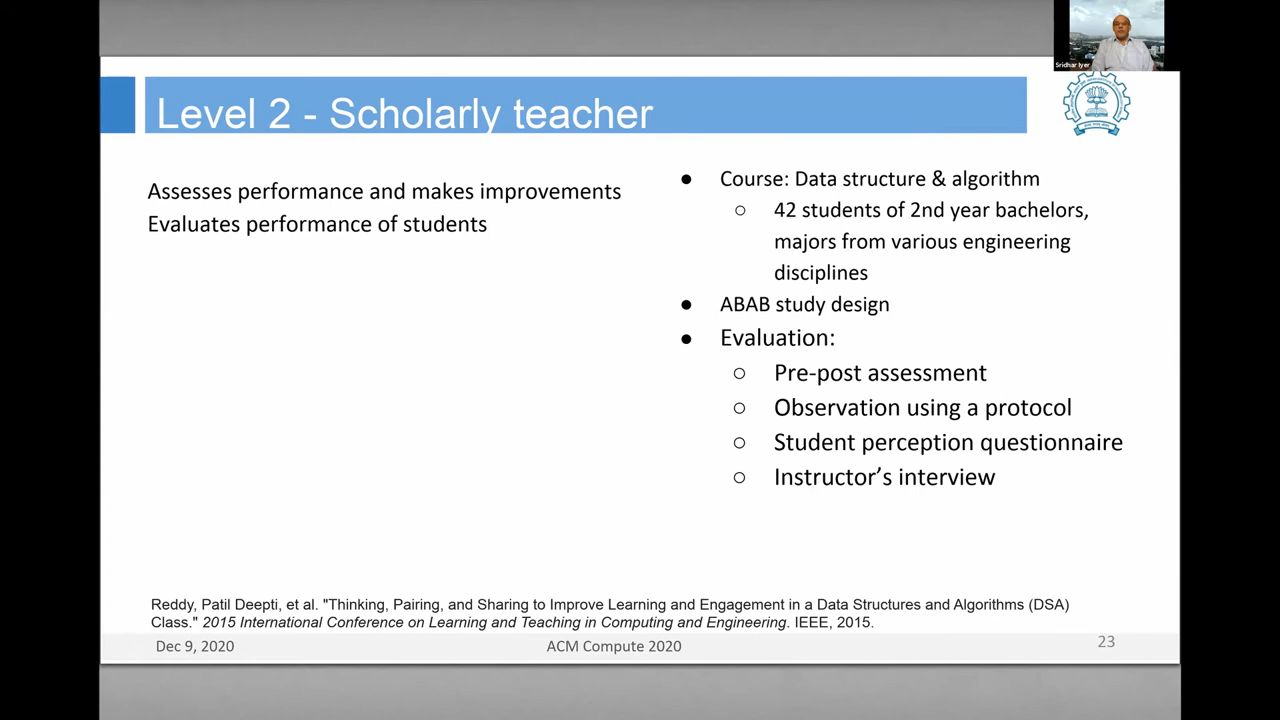 Sridhar Iyer
Level 2 - Scholarly teacher
Assesses performance and makes improvements
Evaluates performance of students
● Course: Data structure & algorithm
○ 42 students of 2nd year bachelors,
majors from various engineering
disciplines
● ABAB study design
● Evaluation:
○ Pre-post assessment
○ Observation using a protocol
○ Student perception questionnaire
○ Instructor’s interview
Reddy, Patil Deepti, et al. "Thinking, Pairing, and Sharing to Improve Learning and Engagement in a Data Structures and Algorithms (DSA)
Class." 2015 International Conference on Learning and Teaching in Computing and Engineering. IEEE, 2015.
Dec 9, 2020
ACM Compute 2020
23